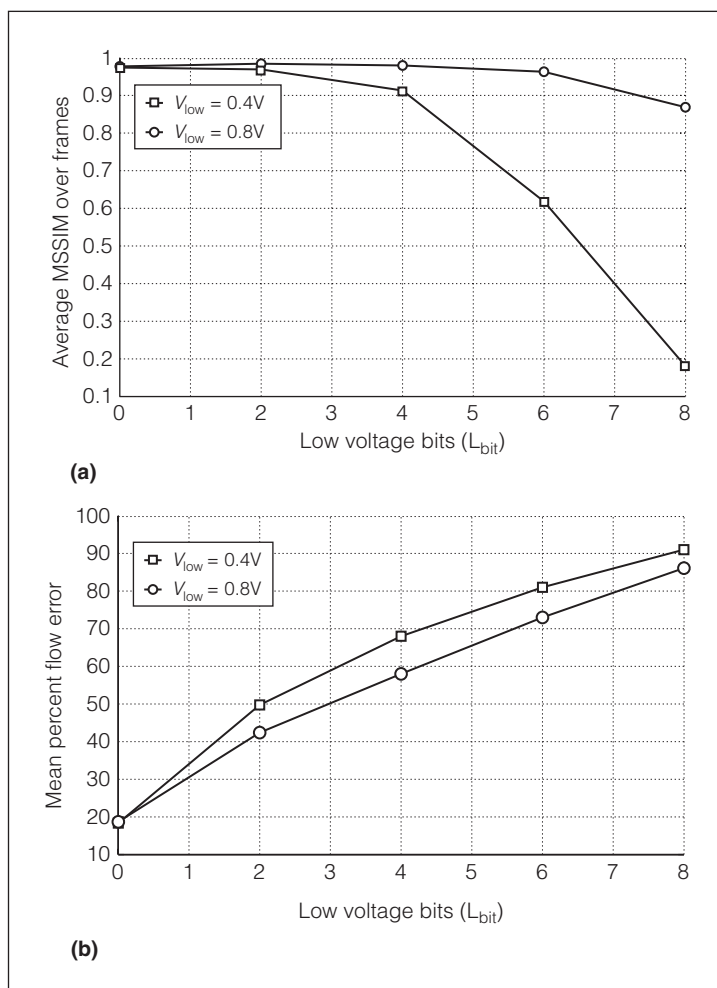 1
0.9
0.8
0.7
0.6
0.5
0.4
0.3
0.2
0.1
Average MSSIM over frames
V_low = 0.4V
V_low = 0.8V
0 1 2 3 4 5 6 7 8
Low voltage bits (L_bit)
(a)
100
90
80
70
60
50
40
30
20
10
Mean percent flow error
V_low = 0.4V
V_low = 0.8V
0 1 2 3 4 5 6 7 8
Low voltage bits (L_bit)
(b)